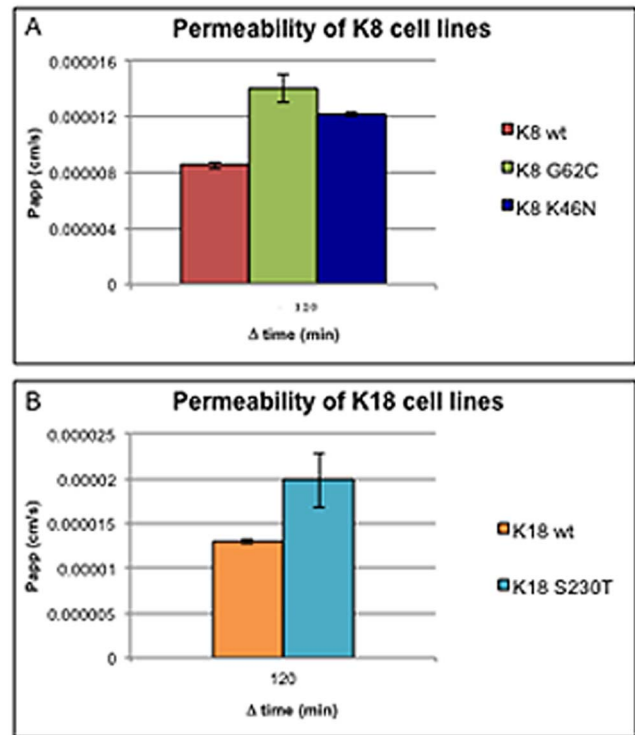 A
Permeability of K8 cell lines
0.000016
0.000012
0.000008
0.000004
0
Papp (cm/s)
120
Δ time (min)
K8 wt
K8 G62C
K8 K46N
B
Permeability of K18 cell lines
0.000025
0.00002
0.000015
0.00001
0.000005
0
Papp (cm/s)
120
Δ time (min)
K18 wt
K18 S230T